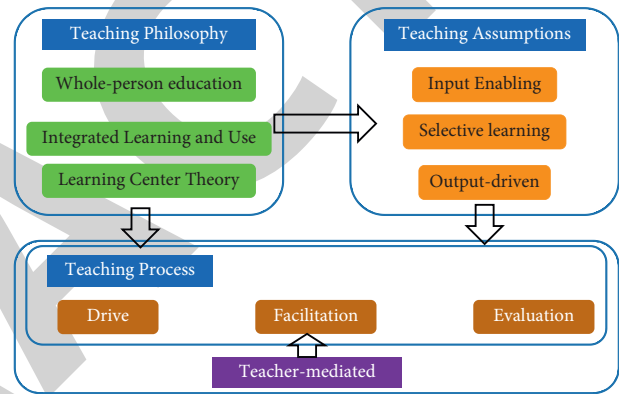 Teaching Philosophy
Whole-person education
Integrated Learning and Use
Learning Center Theory
Teaching Assumptions
Input Enabling
Selective learning
Output-driven
Teaching Process
Drive
Facilitation
Evaluation
Teacher-mediated